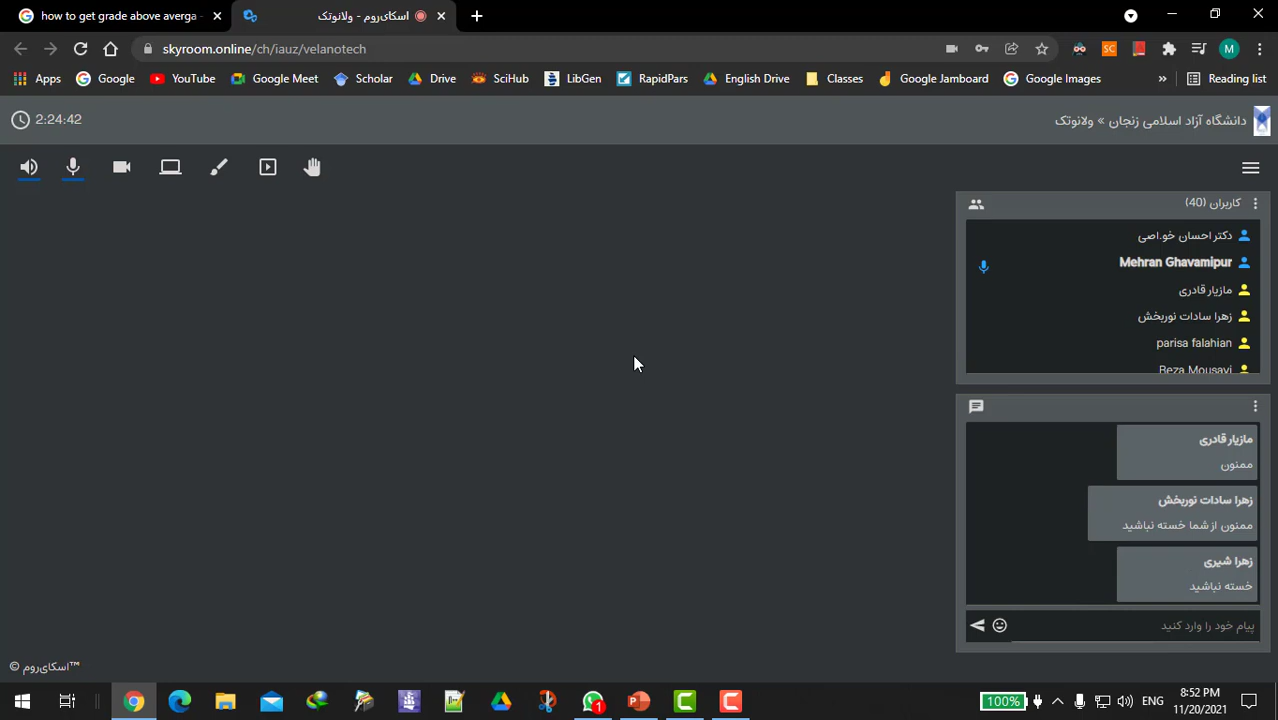 how to get grade above averga
اسکای‌روم - ولانوتک
skyroom.online/ch/iauz/velanotech
SC
M
Apps
Google
YouTube
Google Meet
Scholar
Drive
SciHub
LibGen
RapidPars
English Drive
Classes
Google Jamboard
Google Images
»
Reading list
2:24:42
دانشگاه آزاد اسلامی زنجان » ولانوتک
کاربران (40)
دکتر احسان خو.اصی
Mehran Ghavamipur
مازیار قادری
زهرا سادات نوربخش
parisa falahian
Reza Mousavi
مازیار قادری
ممنون
زهرا سادات نوربخش
ممنون از شما خسته نباشید
زهرا شیری
خسته نباشید
پیام خود را وارد کنید
© اسکای‌روم™
1
100%
ENG
8:52 PM
11/20/2021